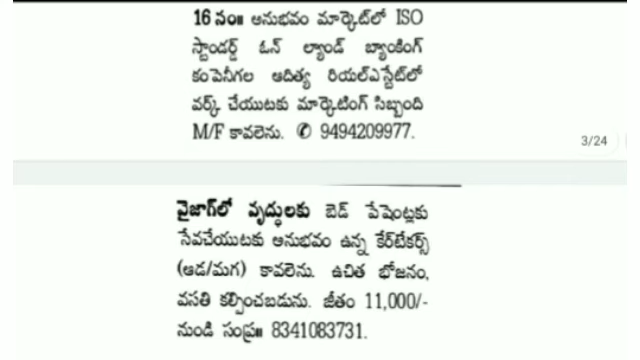 16 సం॥ అనుభవం మార్కెట్‌లో ISO
స్టాండర్డ్ ఓన్ ల్యాండ్ బ్యాంకింగ్
కంపెనీగల ఆదిత్య రియల్ఎస్టేట్‌లో
వర్క్ చేయుటకు మార్కెటింగ్ సిబ్బంది
M/F కావలెను. ✆ 9494209977.
3/24
వైజాగ్‌లో వృద్ధులకు బెడ్ పేషెంట్లకు
సేవచేయుటకు అనుభవం ఉన్న కేర్‌టేకర్స్
(ఆడ/మగ) కావలెను. ఉచిత భోజనం,
వసతి కల్పించబడును. జీతం 11,000/-
నుండి సంప్ర॥ 8341083731.